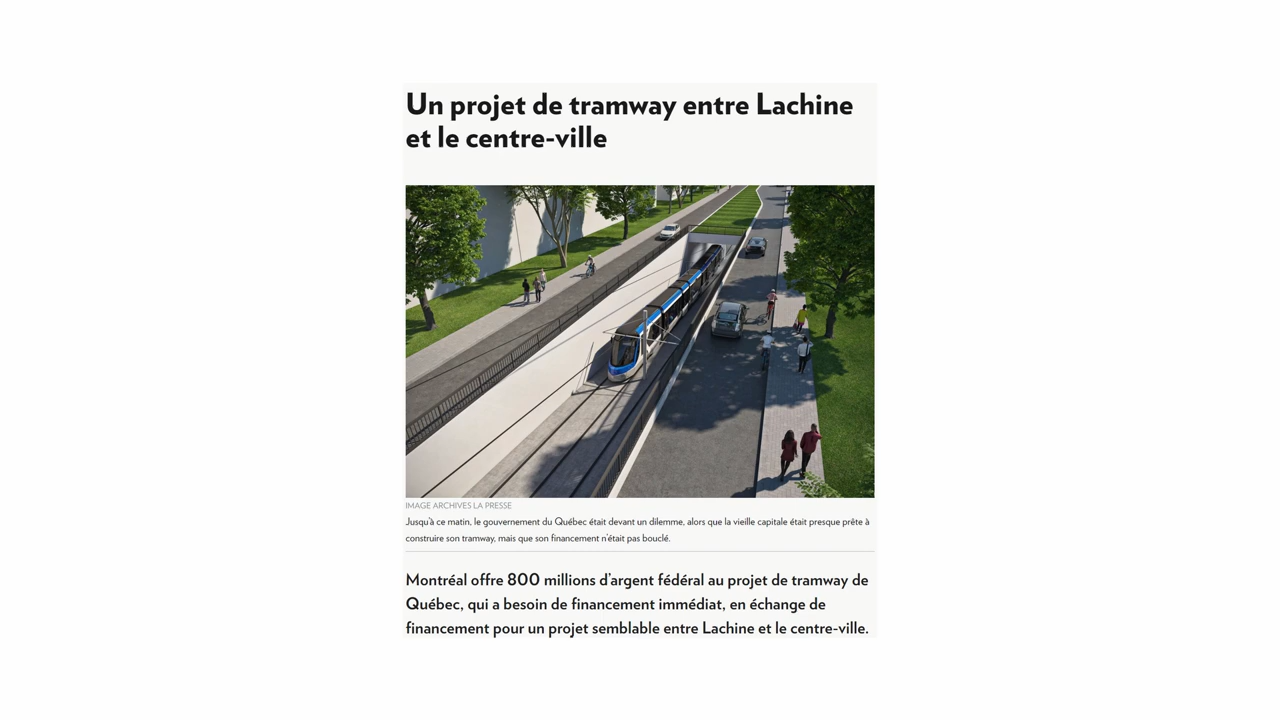 Un projet de tramway entre Lachine
et le centre-ville
IMAGE ARCHIVES LA PRESSE
Jusqu'à ce matin, le gouvernement du Québec était devant un dilemme, alors que la vieille capitale était presque prête à
construire son tramway, mais que son financement n'était pas bouclé.
Montréal offre 800 millions d'argent fédéral au projet de tramway de
Québec, qui a besoin de financement immédiat, en échange de
financement pour un projet semblable entre Lachine et le centre-ville.